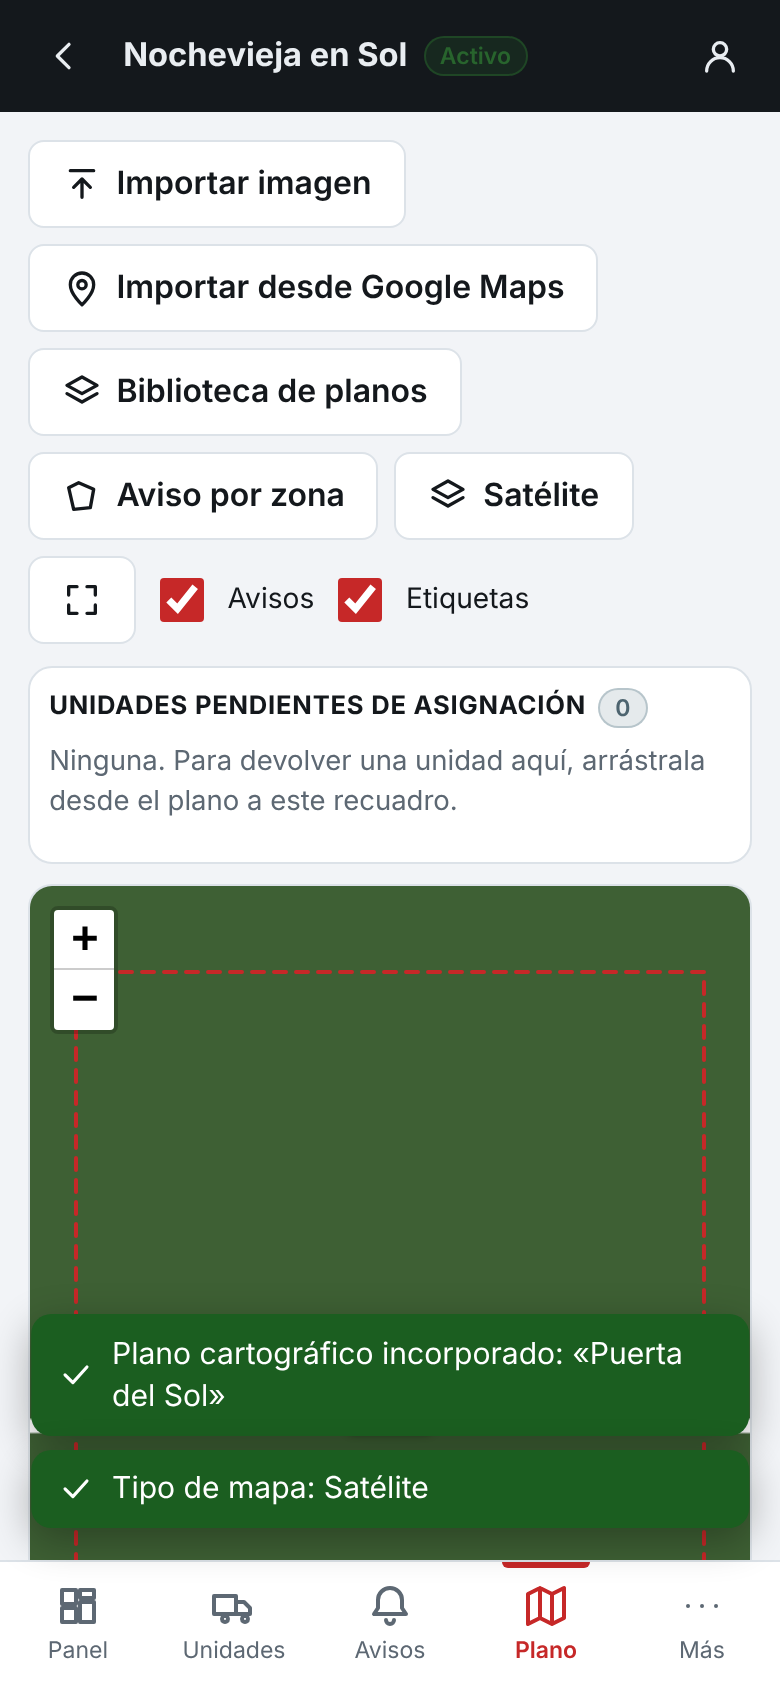 Nochevieja en Sol
Activo
Importar imagen
Importar desde Google Maps
Biblioteca de planos
Aviso por zona
Satélite
Avisos
Etiquetas
UNIDADES PENDIENTES DE ASIGNACIÓN 0
Ninguna. Para devolver una unidad aquí, arrástrala
desde el plano a este recuadro.
+
−
Plano cartográfico incorporado: «Puerta
del Sol»
Tipo de mapa: Satélite
Panel
Unidades
Avisos
Plano
Más